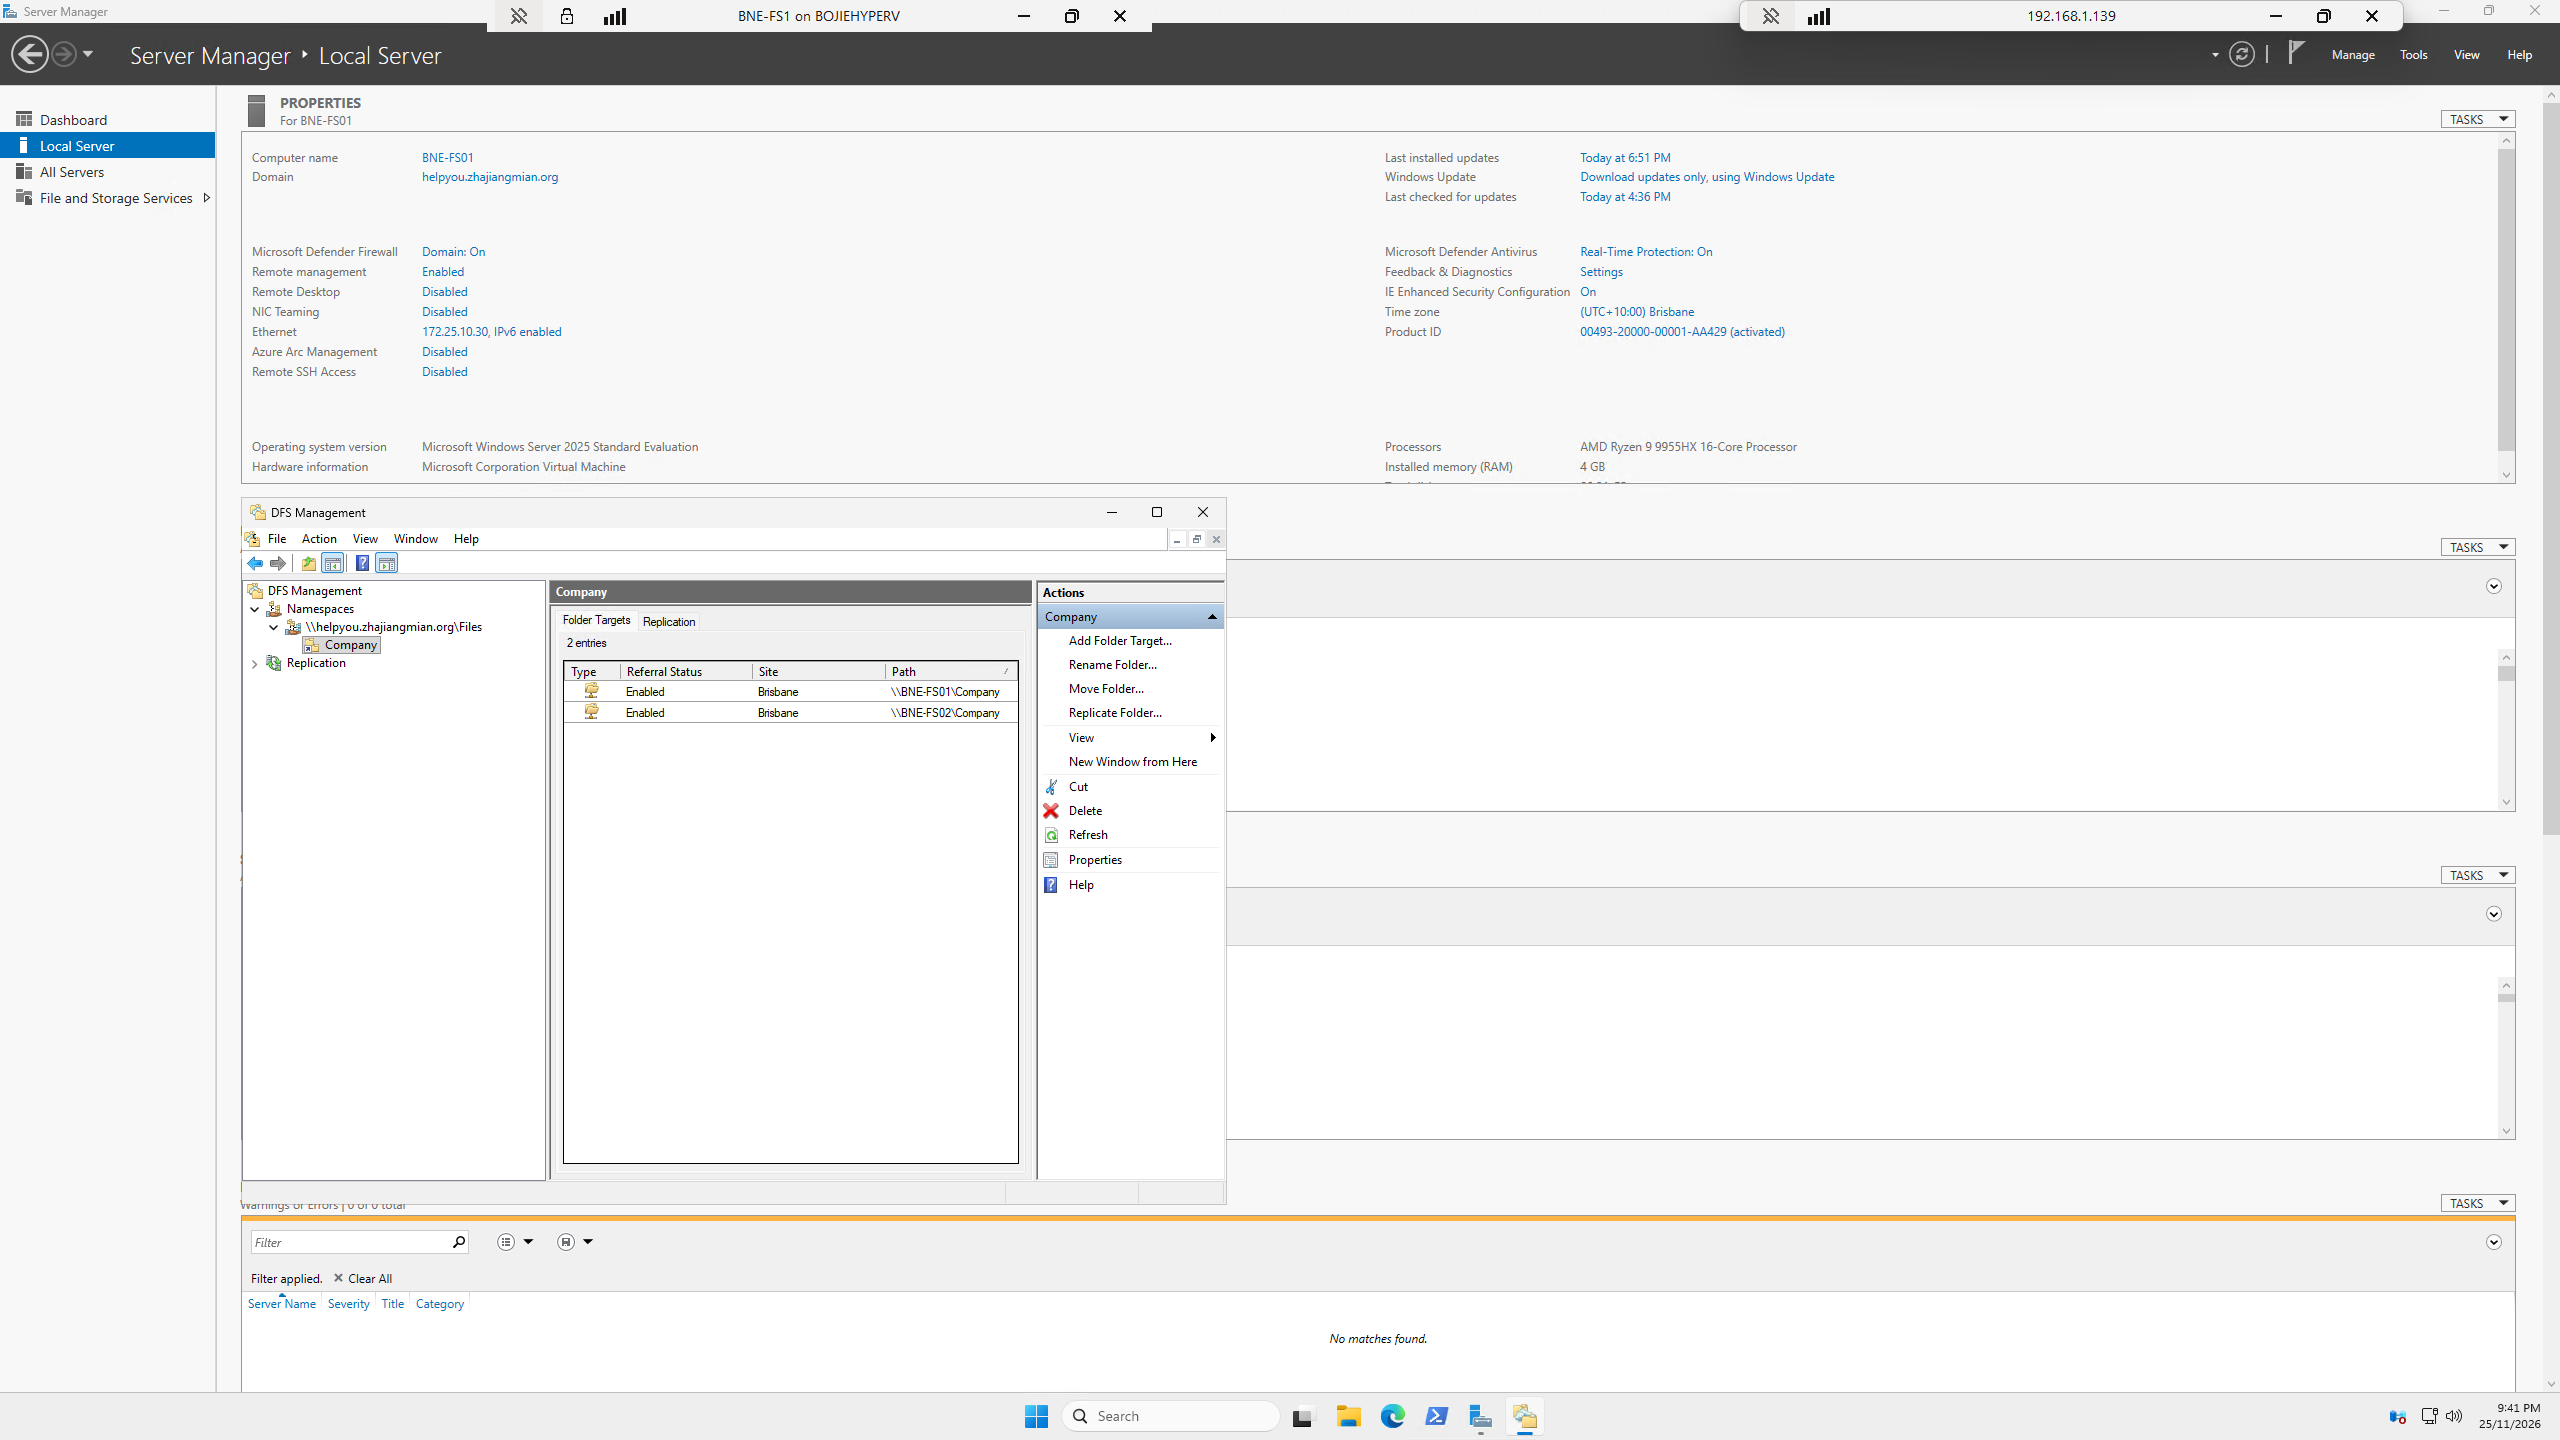 Server Manager
BNE-FS1 on BOJIEHYPERV
192.168.1.139
Server Manager ‣ Local Server
Manage Tools View Help
Dashboard
Local Server
All Servers
File and Storage Services
PROPERTIES
For BNE-FS01
TASKS
Computer name BNE-FS01
Domain helpyou.zhajiangmian.org
Last installed updates Today at 6:51 PM
Windows Update Download updates only, using Windows Update
Last checked for updates Today at 4:36 PM
Microsoft Defender Firewall Domain: On
Remote management Enabled
Remote Desktop Disabled
NIC Teaming Disabled
Ethernet 172.25.10.30, IPv6 enabled
Azure Arc Management Disabled
Remote SSH Access Disabled
Microsoft Defender Antivirus Real-Time Protection: On
Feedback & Diagnostics Settings
IE Enhanced Security Configuration On
Time zone (UTC+10:00) Brisbane
Product ID 00493-20000-00001-AA429 (activated)
Operating system version Microsoft Windows Server 2025 Standard Evaluation
Hardware information Microsoft Corporation Virtual Machine
Processors AMD Ryzen 9 9955HX 16-Core Processor
Installed memory (RAM) 4 GB
DFS Management
File Action View Window Help
DFS Management
Namespaces
\\helpyou.zhajiangmian.org\Files
Company
Replication
Company
Folder Targets Replication
2 entries
Type Referral Status Site Path
Enabled Brisbane \\BNE-FS01\Company
Enabled Brisbane \\BNE-FS02\Company
Actions
Company
Add Folder Target...
Rename Folder...
Move Folder...
Replicate Folder...
View
New Window from Here
Cut
Delete
Refresh
Properties
Help
TASKS
TASKS
TASKS
Warnings or Errors | 0 of 0 total
Filter
Filter applied. Clear All
Server Name Severity Title Category
No matches found.
Search
9:41 PM
25/11/2026